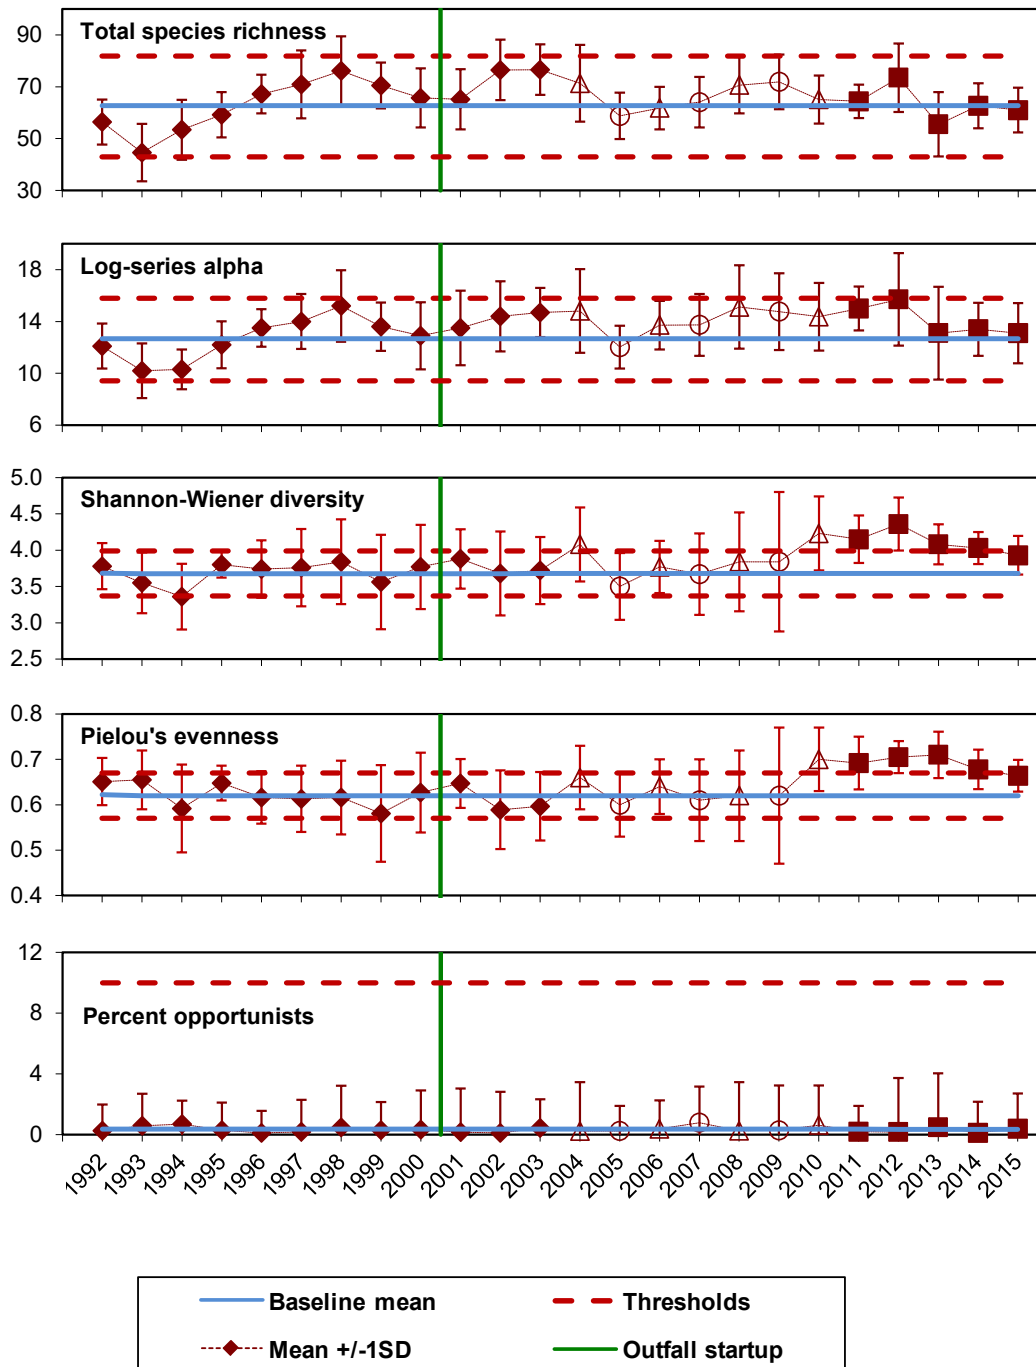 Total species richness
90
70
50
30
Log-series alpha
18
14
10
6
Shannon-Wiener diversity
5.0
4.5
4.0
3.5
3.0
2.5
Pielou's evenness
0.8
0.7
0.6
0.5
0.4
Percent opportunists
12
8
4
0
1992 1993 1994 1995 1996 1997 1998 1999 2000 2001 2002 2003 2004 2005 2006 2007 2008 2009 2010 2011 2012 2013 2014 2015
Baseline mean Thresholds
Mean +/-1SD Outfall startup